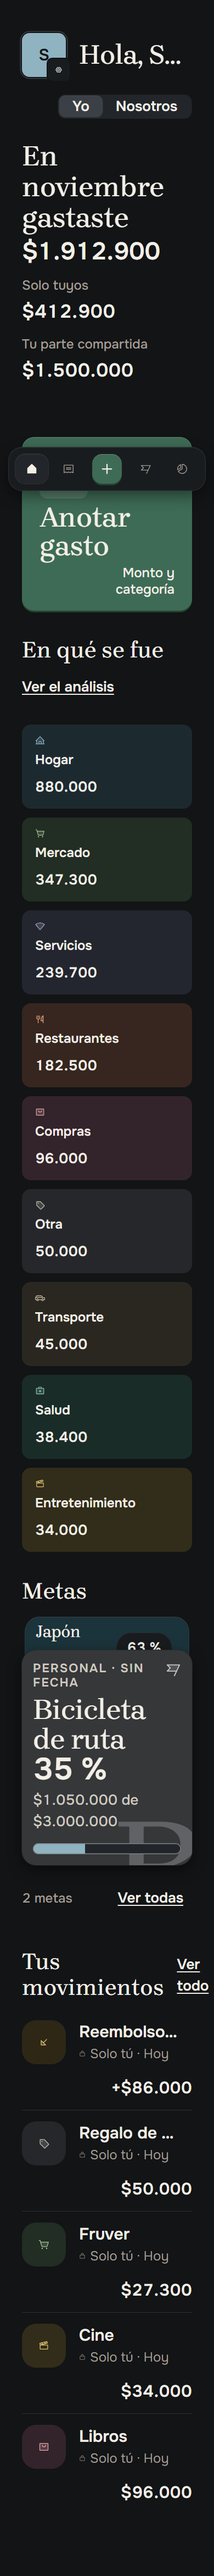 S
Hola, S...
Yo Nosotros
En
noviembre
gastaste
$1.912.900
Solo tuyos
$412.900
Tu parte compartida
$1.500.000
Anotar
gasto
Monto y
categoría
En qué se fue
Ver el análisis
Hogar
880.000
Mercado
347.300
Servicios
239.700
Restaurantes
182.500
Compras
96.000
Otra
50.000
Transporte
45.000
Salud
38.400
Entretenimiento
34.000
Metas
Japón
63 %
PERSONAL · SIN
FECHA
Bicicleta
de ruta
35 %
$1.050.000 de
$3.000.000
B
2 metas Ver todas
Tus
movimientos
Ver
todo
Reembolso...
Solo tú · Hoy
+$86.000
Regalo de ...
Solo tú · Hoy
$50.000
Fruver
Solo tú · Hoy
$27.300
Cine
Solo tú · Hoy
$34.000
Libros
Solo tú · Hoy
$96.000